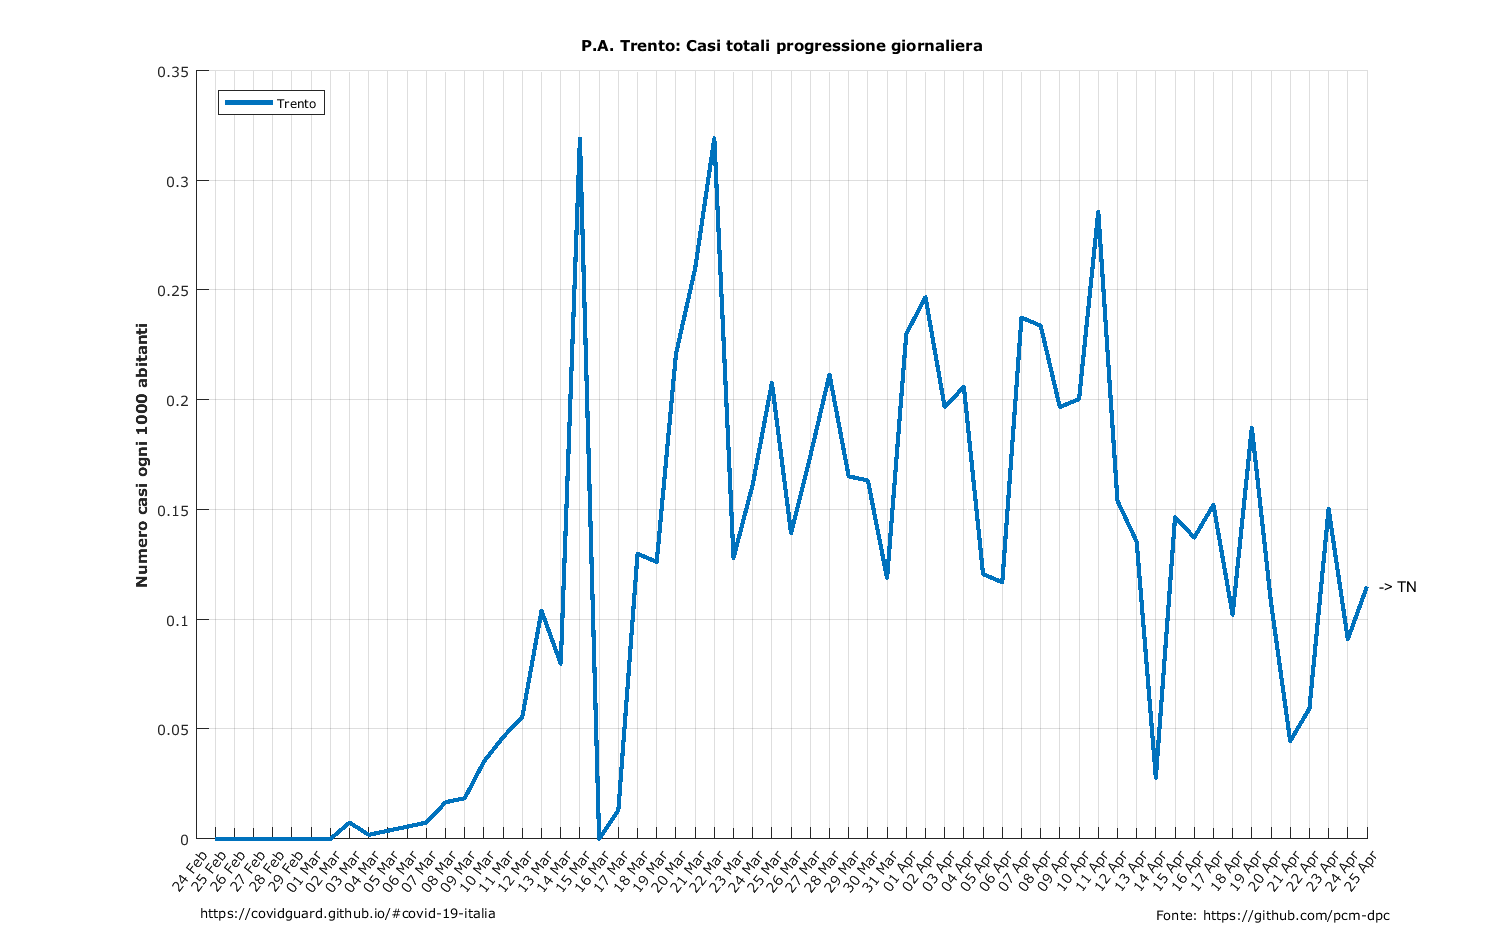 P.A. Trento: Casi totali progressione giornaliera
Trento
0.35
0.3
0.25
0.2
0.15
0.1
0.05
0
Numero casi ogni 1000 abitanti
-> TN
24 Feb
25 Feb
26 Feb
27 Feb
28 Feb
29 Feb
01 Mar
02 Mar
03 Mar
04 Mar
05 Mar
06 Mar
07 Mar
08 Mar
09 Mar
10 Mar
11 Mar
12 Mar
13 Mar
14 Mar
15 Mar
16 Mar
17 Mar
18 Mar
19 Mar
20 Mar
21 Mar
22 Mar
23 Mar
24 Mar
25 Mar
26 Mar
27 Mar
28 Mar
29 Mar
30 Mar
31 Mar
01 Apr
02 Apr
03 Apr
04 Apr
05 Apr
06 Apr
07 Apr
08 Apr
09 Apr
10 Apr
11 Apr
12 Apr
13 Apr
14 Apr
15 Apr
16 Apr
17 Apr
18 Apr
19 Apr
20 Apr
21 Apr
22 Apr
23 Apr
24 Apr
25 Apr
https://covidguard.github.io/#covid-19-italia
Fonte: https://github.com/pcm-dpc